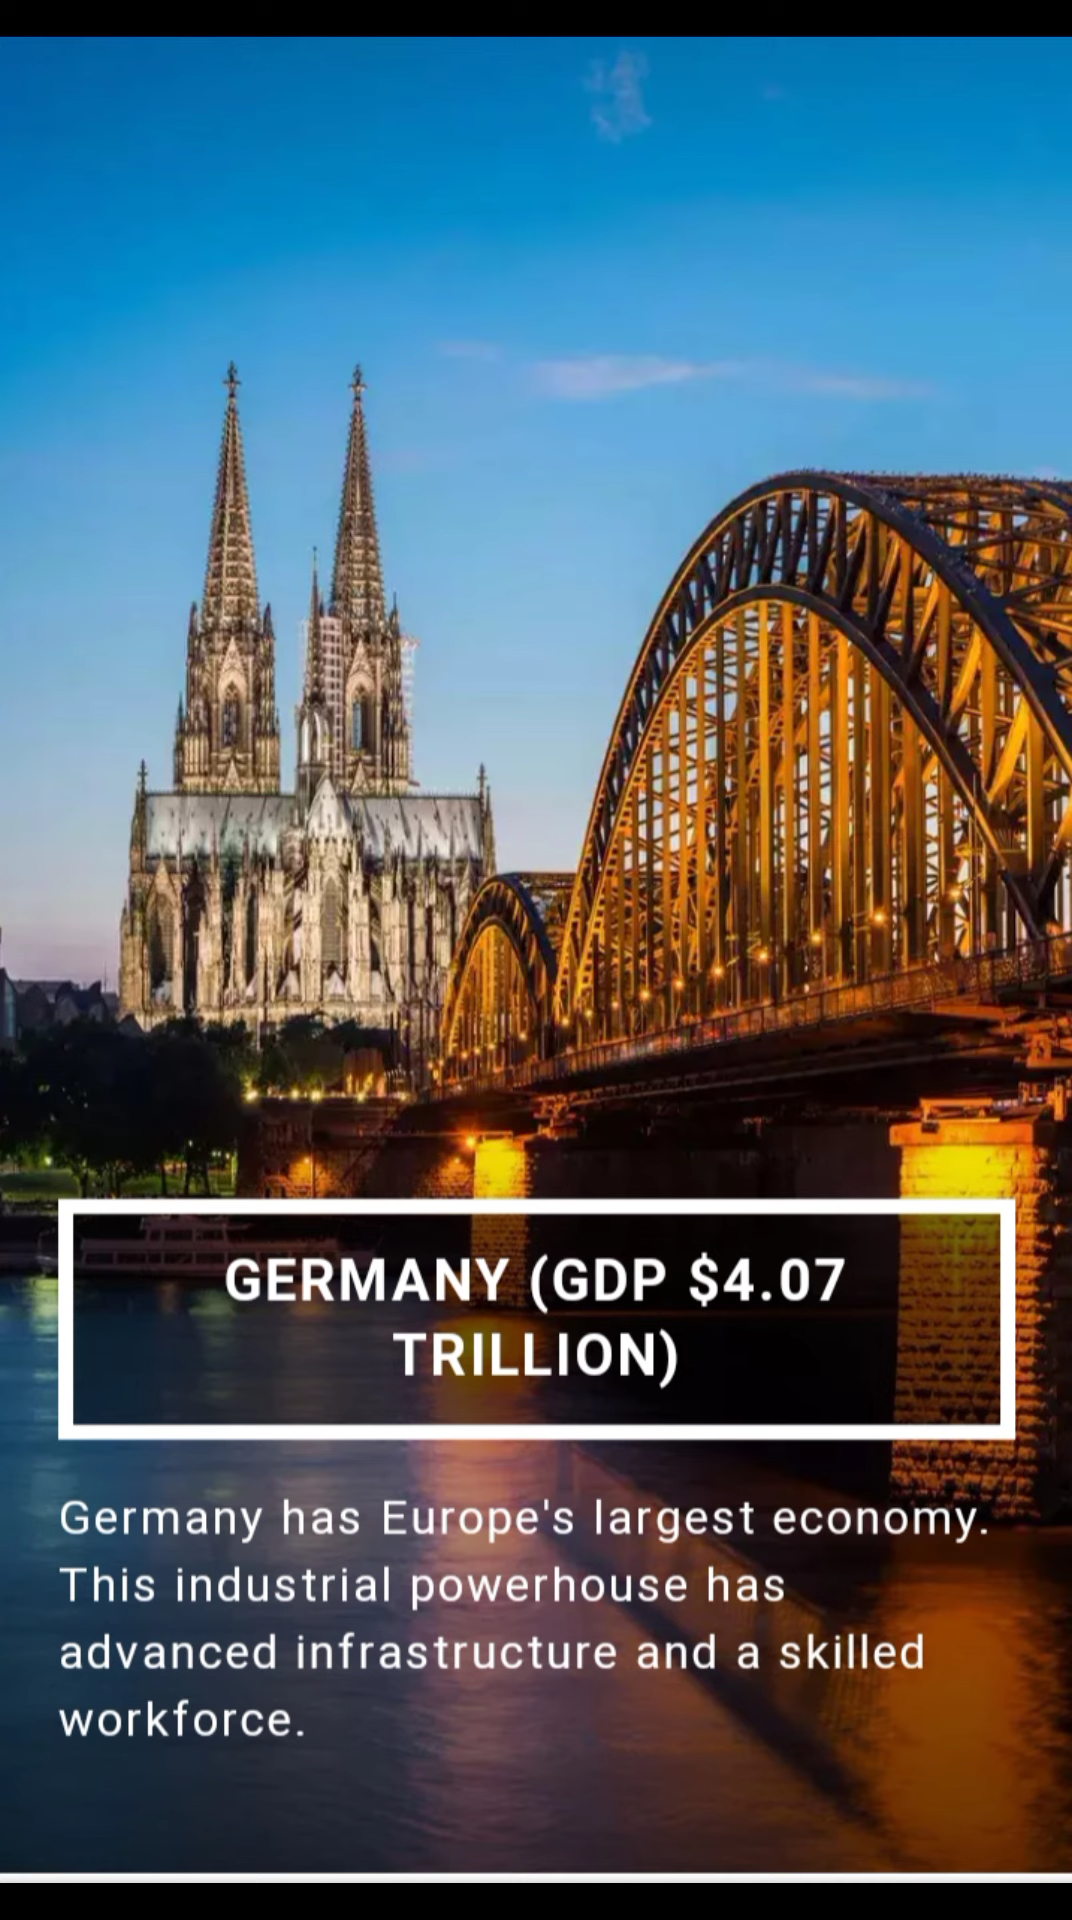 GERMANY (GDP $4.07
TRILLION)
Germany has Europe's largest economy.
This industrial powerhouse has
advanced infrastructure and a skilled
workforce.